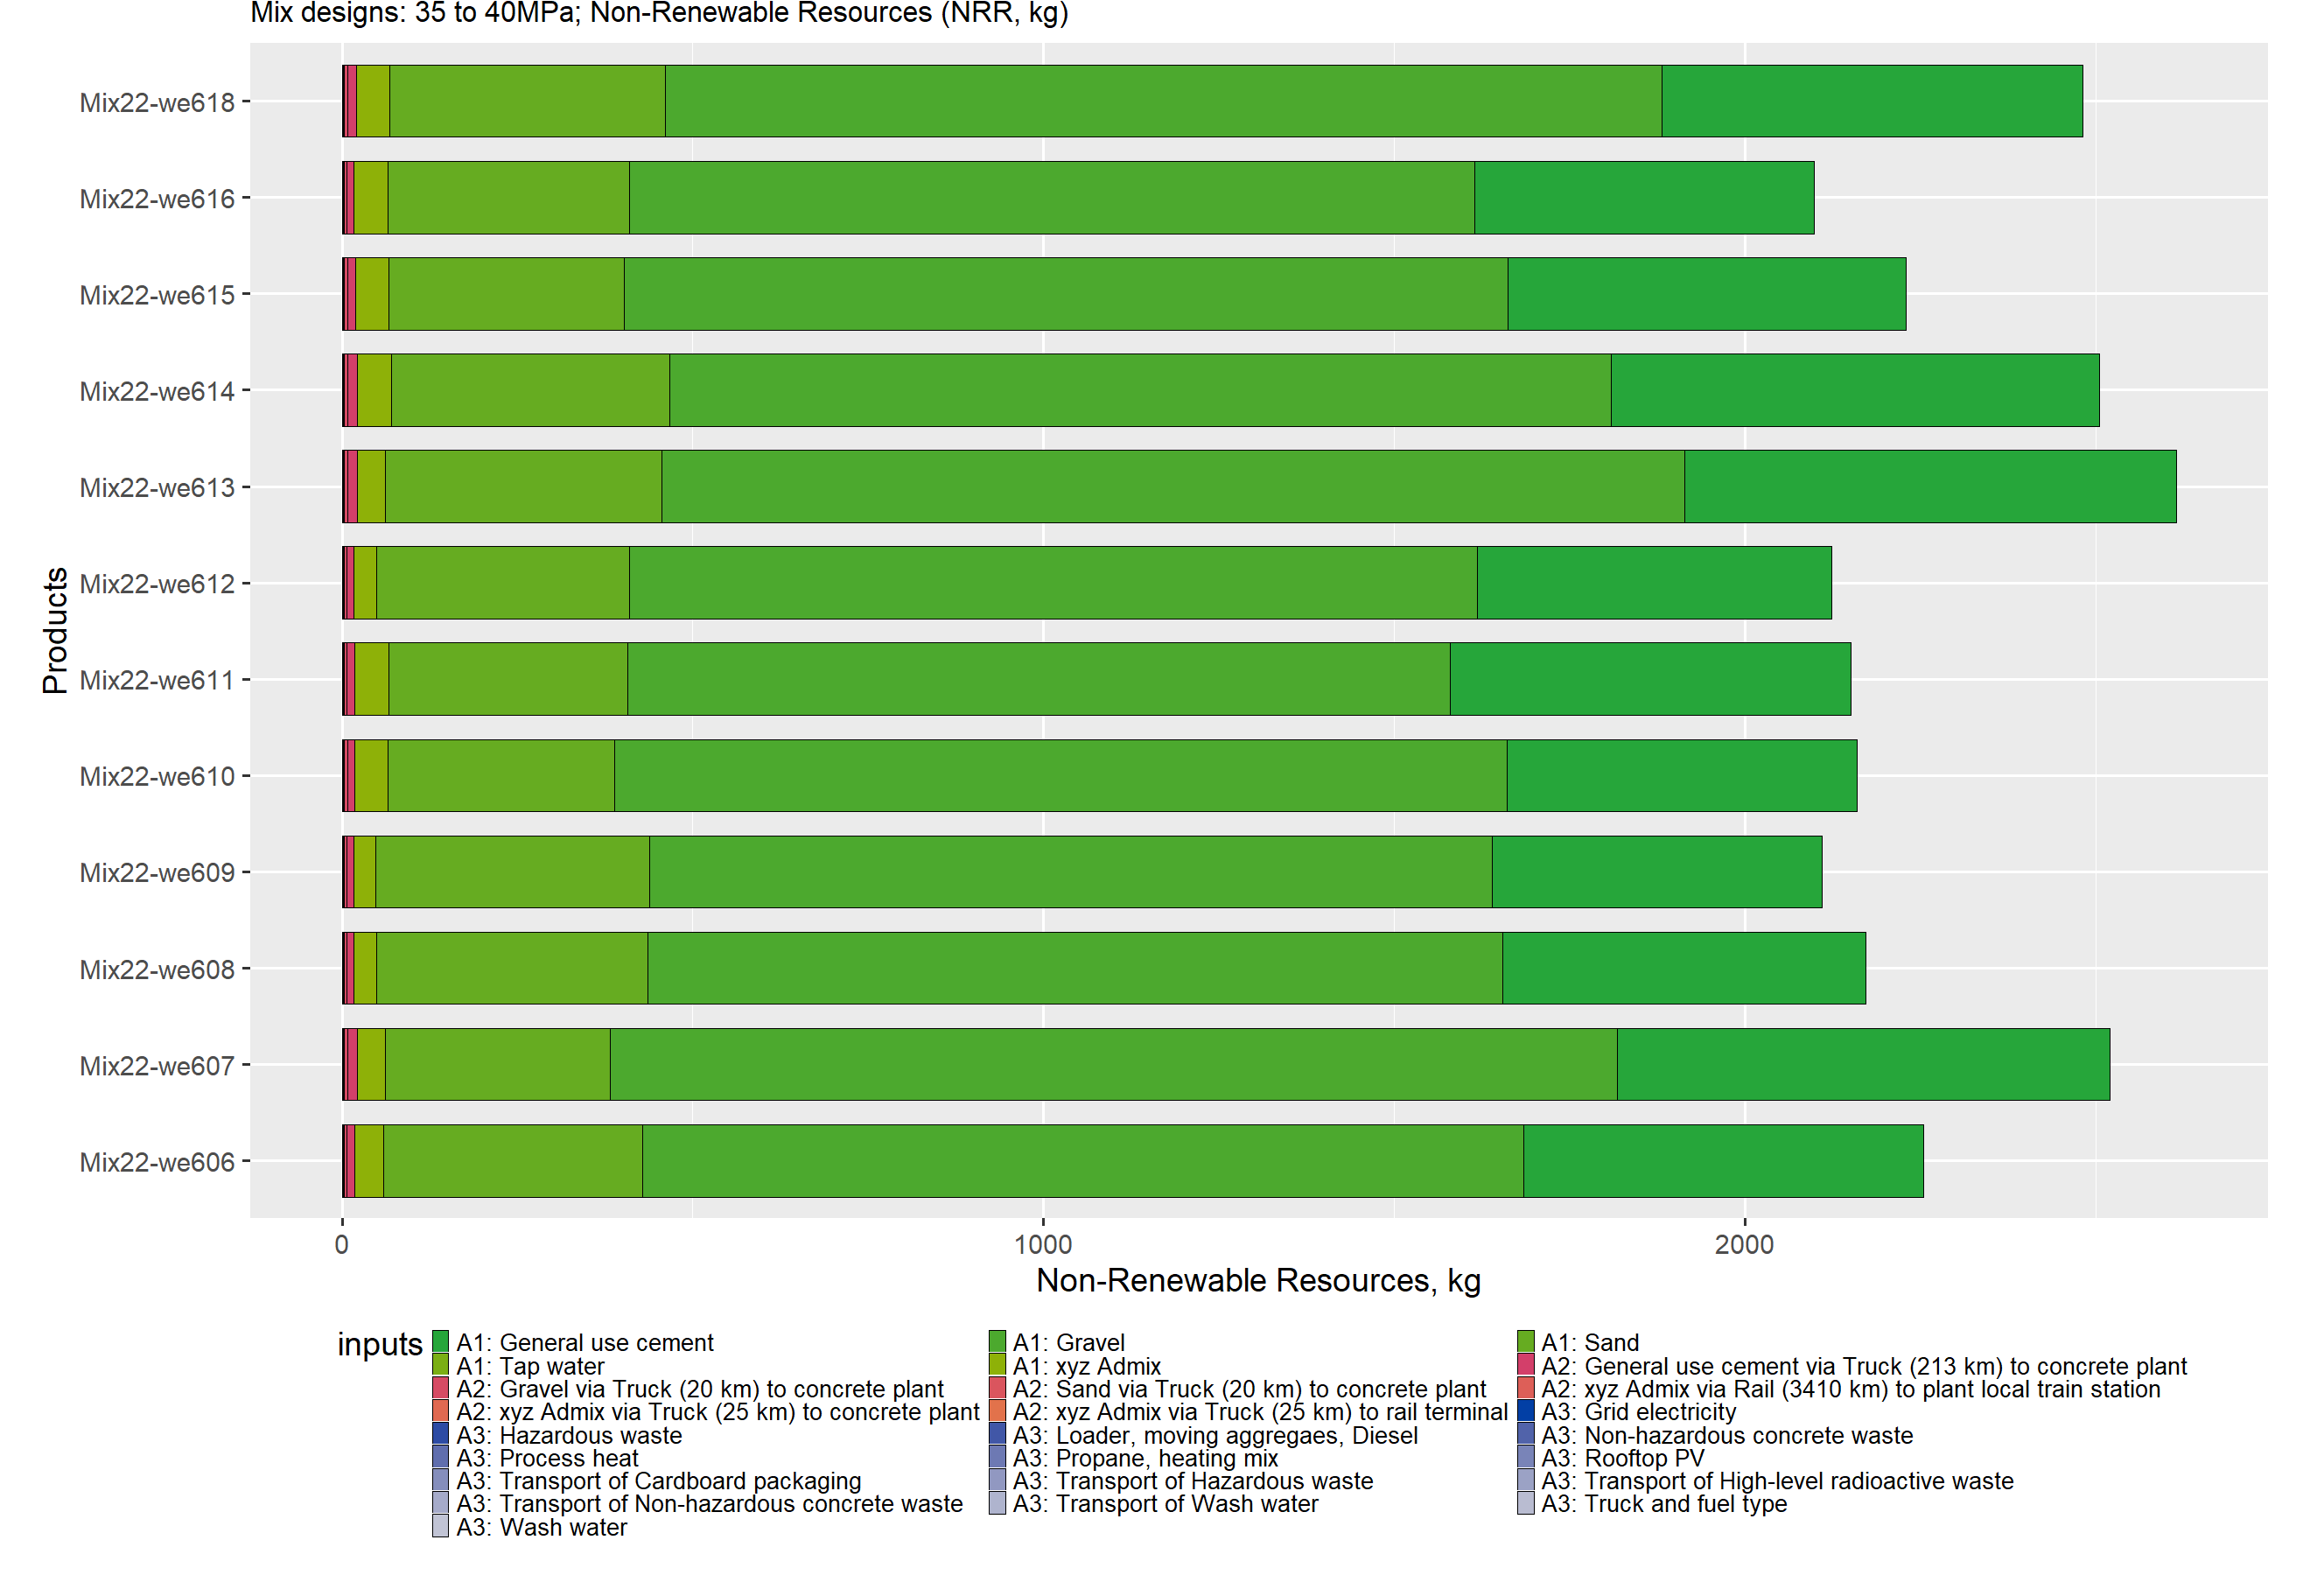 Mix designs: 35 to 40MPa; Non-Renewable Resources (NRR, kg)
Products
Mix22-we618
Mix22-we616
Mix22-we615
Mix22-we614
Mix22-we613
Mix22-we612
Mix22-we611
Mix22-we610
Mix22-we609
Mix22-we608
Mix22-we607
Mix22-we606
0 1000 2000
Non-Renewable Resources, kg
inputs
A1: General use cement A1: Gravel A1: Sand
A1: Tap water A1: xyz Admix A2: General use cement via Truck (213 km) to concrete plant
A2: Gravel via Truck (20 km) to concrete plant A2: Sand via Truck (20 km) to concrete plant A2: xyz Admix via Rail (3410 km) to plant local train station
A2: xyz Admix via Truck (25 km) to concrete plant A2: xyz Admix via Truck (25 km) to rail terminal A3: Grid electricity
A3: Hazardous waste A3: Loader, moving aggregaes, Diesel A3: Non-hazardous concrete waste
A3: Process heat A3: Propane, heating mix A3: Rooftop PV
A3: Transport of Cardboard packaging A3: Transport of Hazardous waste A3: Transport of High-level radioactive waste
A3: Transport of Non-hazardous concrete waste A3: Transport of Wash water A3: Truck and fuel type
A3: Wash water